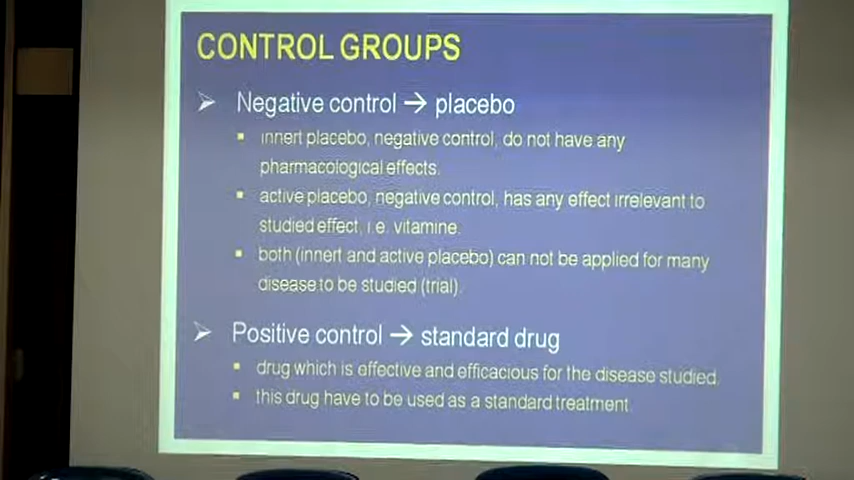 CONTROL GROUPS
Negative control → placebo
innert placebo, negative control, do not have any
pharmacological effects.
active placebo, negative control, has any effect irrelevant to
studied effect, i.e. vitamine.
both (innert and active placebo) can not be applied for many
disease to be studied (trial).
Positive control → standard drug
drug which is effective and efficacious for the disease studied.
this drug have to be used as a standard treatment.